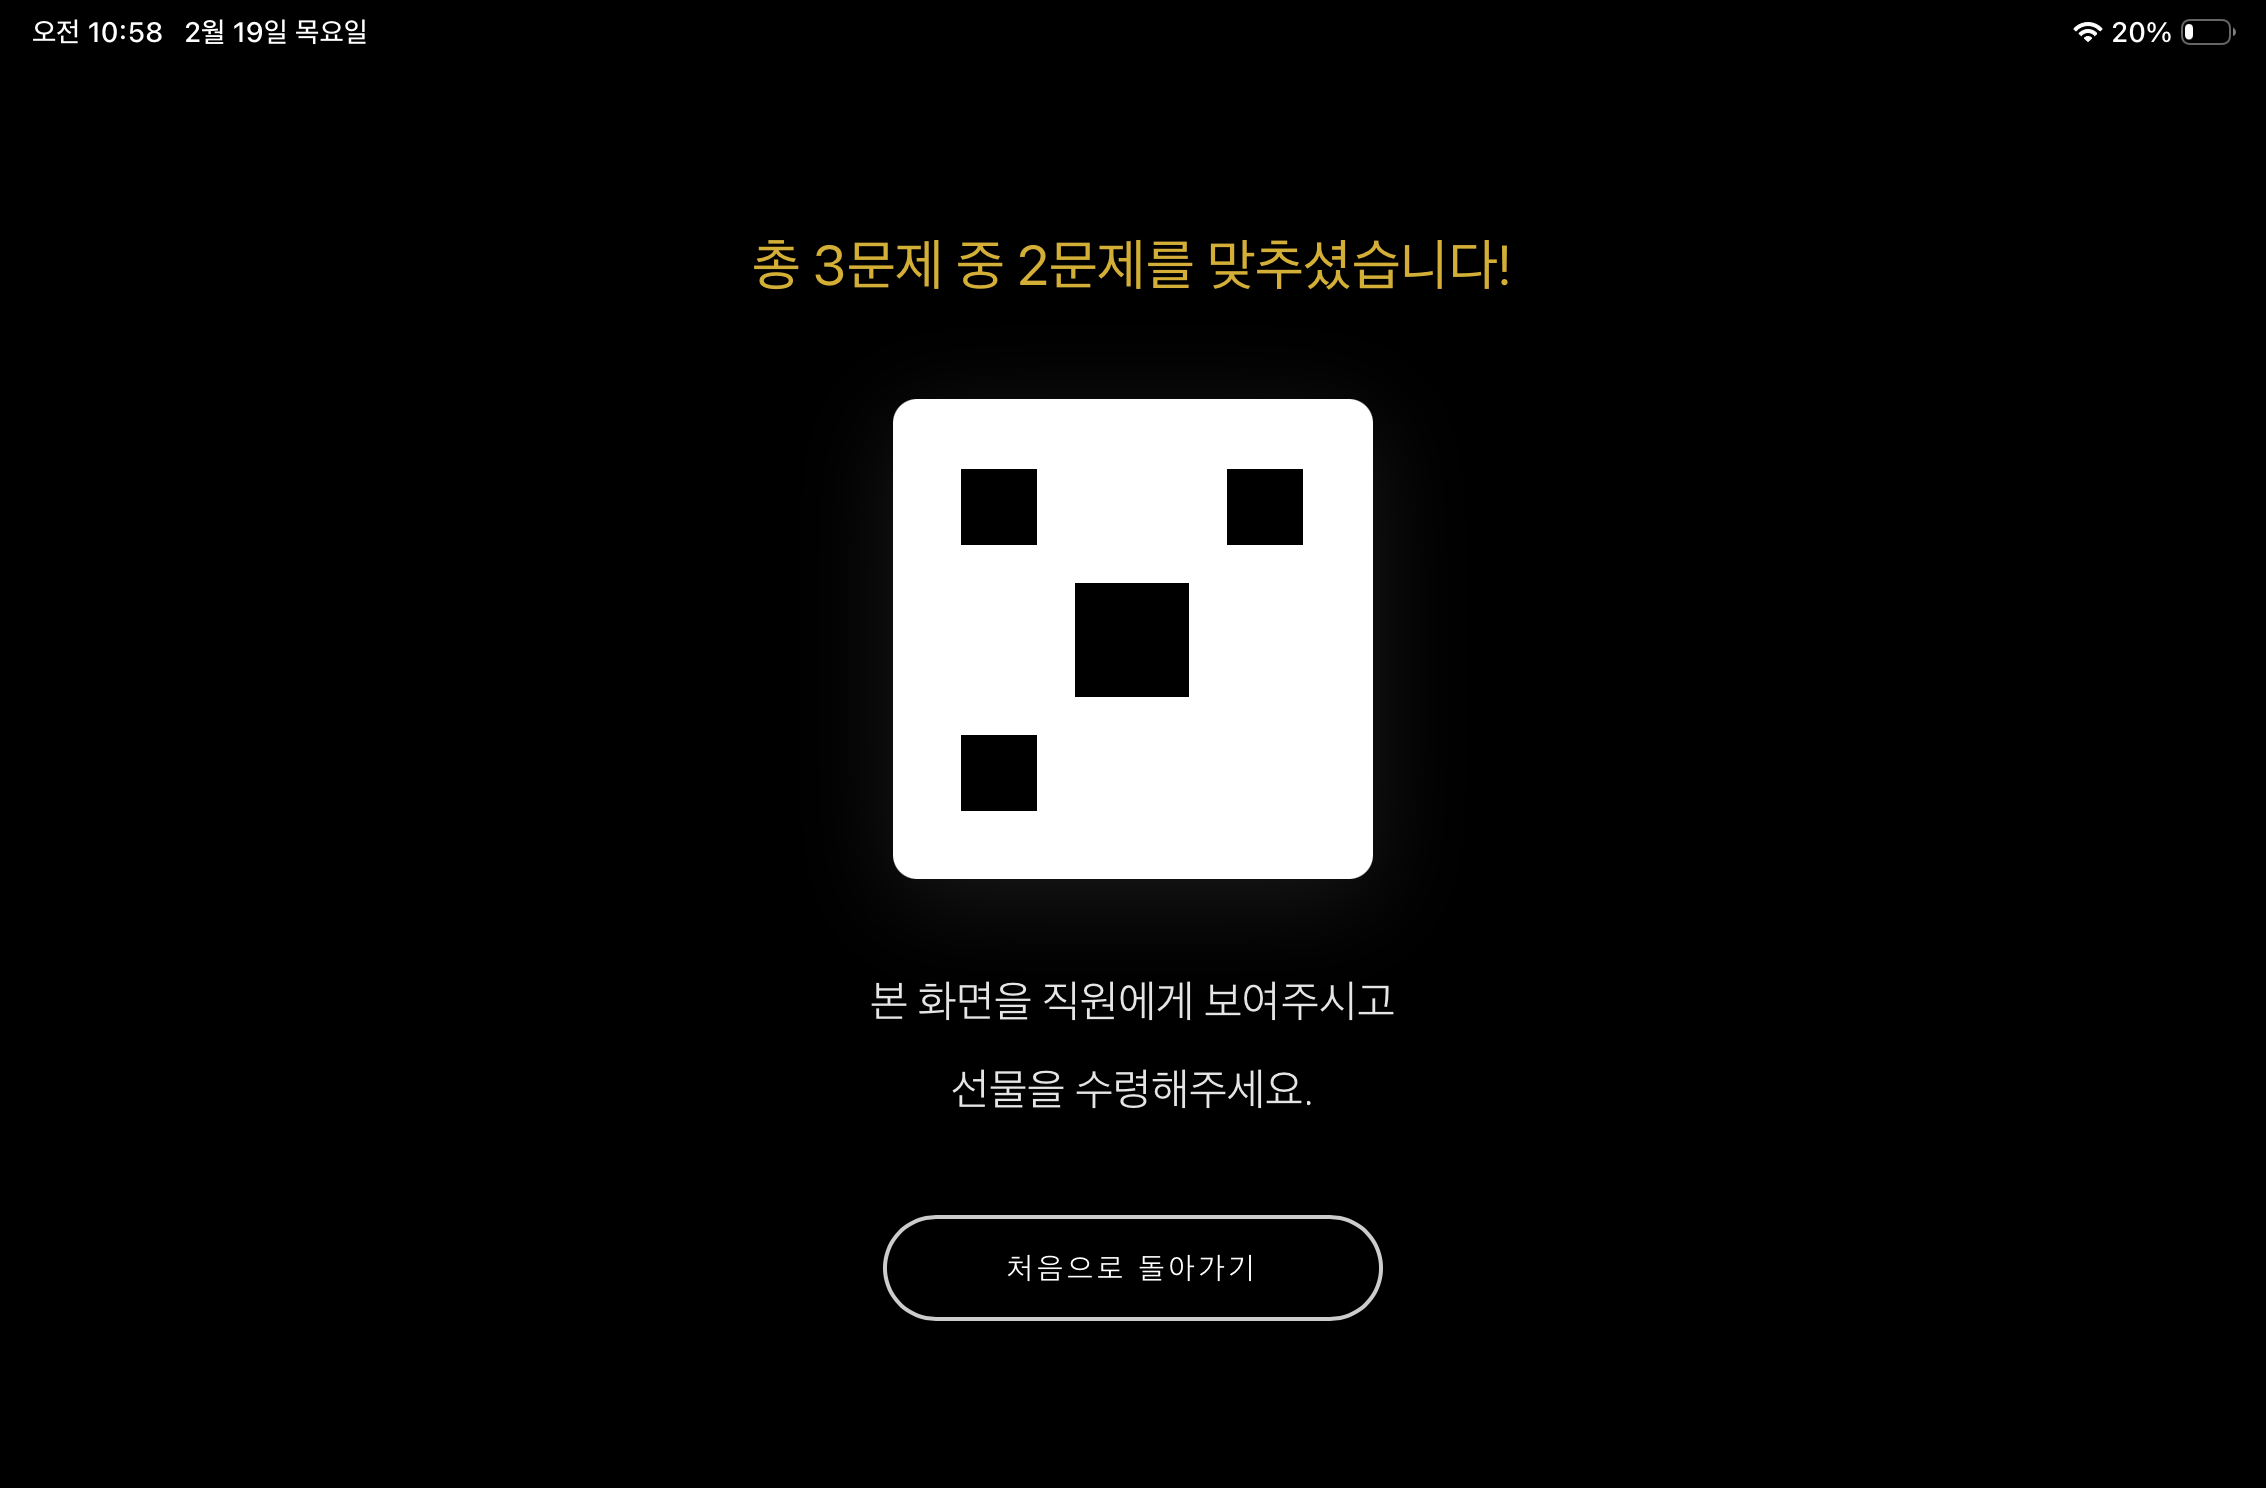 오전 10:58 2월 19일 목요일
20%
총 3문제 중 2문제를 맞추셨습니다!
본 화면을 직원에게 보여주시고
선물을 수령해주세요.
처음으로 돌아가기